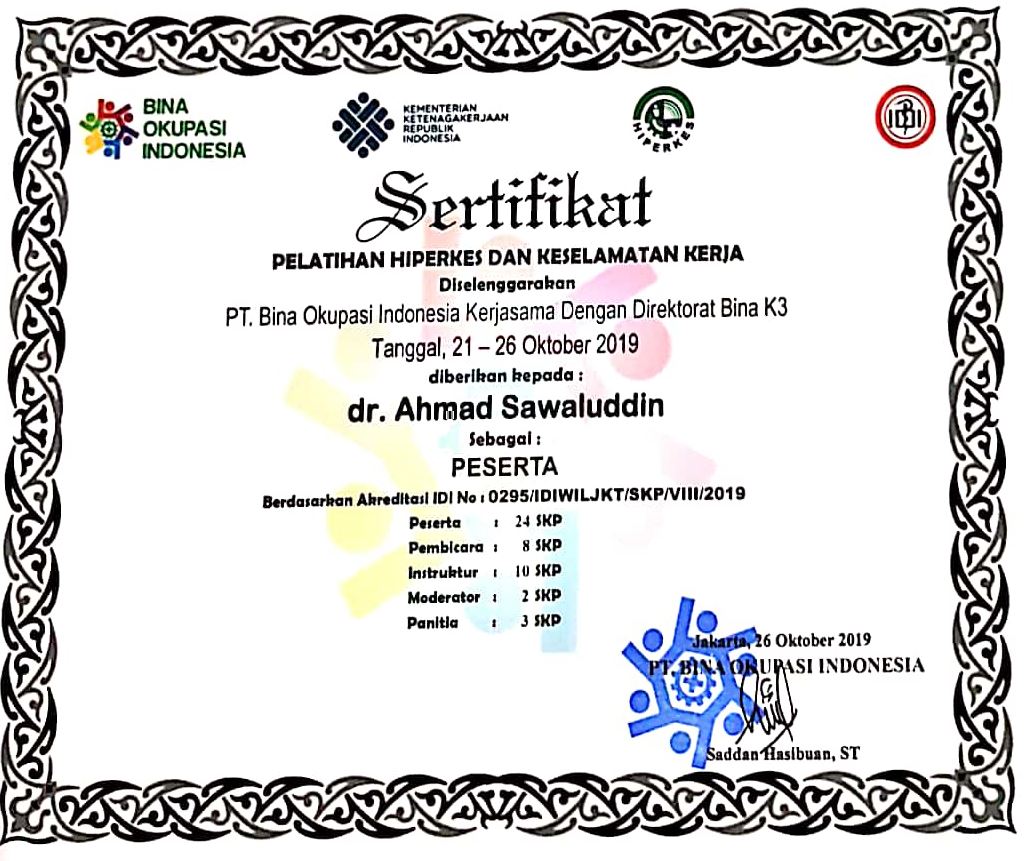 BINA
OKUPASI
INDONESIA
KEMENTERIAN
KETENAGAKERJAAN
REPUBLIK
INDONESIA
HIPERKES
IDI
Sertifikat
PELATIHAN HIPERKES DAN KESELAMATAN KERJA
Diselenggarakan
PT. Bina Okupasi Indonesia Kerjasama Dengan Direktorat Bina K3
Tanggal, 21 – 26 Oktober 2019
diberikan kepada :
dr. Ahmad Sawaluddin
Sebagai :
PESERTA
Berdasarkan Akreditasi IDI No : 0295/IDIWILJKT/SKP/VIII/2019
Peserta : 24 SKP
Pembicara : 8 SKP
Instruktur : 10 SKP
Moderator : 2 SKP
Panitia : 3 SKP
Jakarta, 26 Oktober 2019
PT. BINA OKUPASI INDONESIA
Saddan Hasibuan, ST